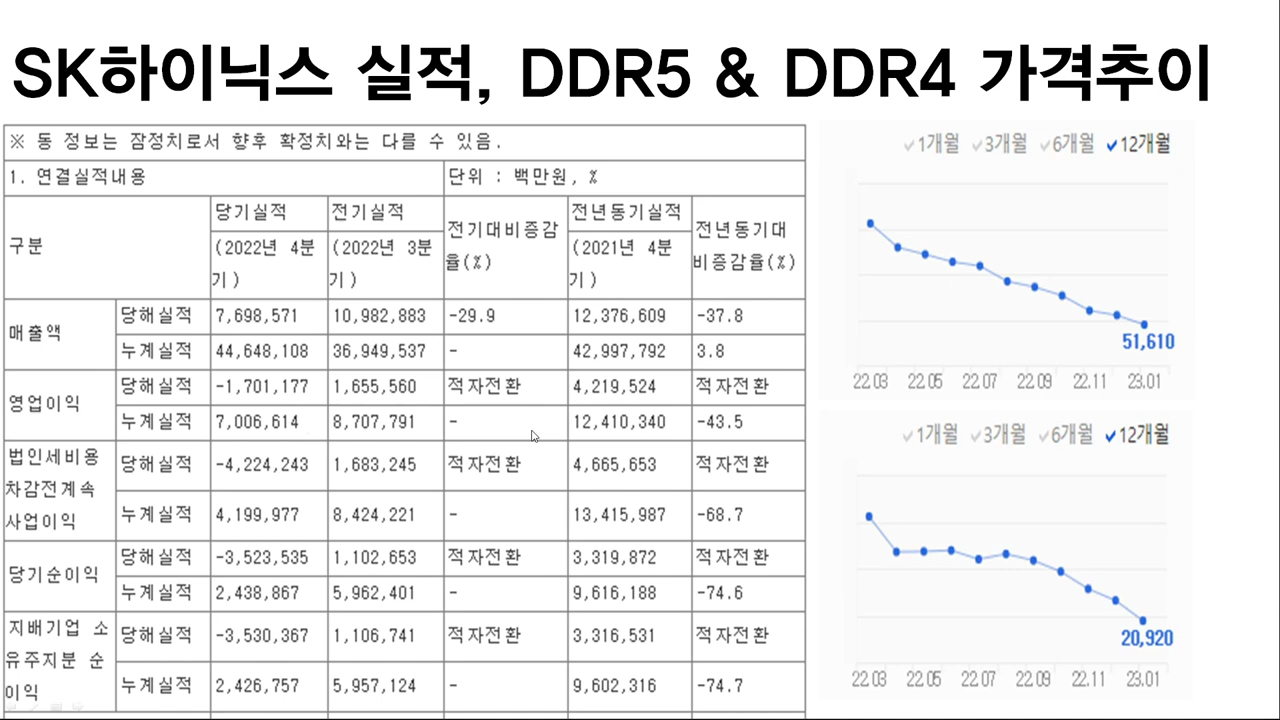 SK하이닉스 실적, DDR5 & DDR4 가격추이
※ 동 정보는 잠정치로서 향후 확정치와는 다를 수 있음.
1. 연결실적내용 단위 : 백만원, %
구분 당기실적 전기실적 전기대비증감율(%) 전년동기실적 전년동기대비증감율(%)
(2022년 4분기) (2022년 3분기) (2021년 4분기)
매출액 당해실적 7,698,571 10,982,883 -29.9 12,376,609 -37.8
누계실적 44,648,108 36,949,537 - 42,997,792 3.8
영업이익 당해실적 -1,701,177 1,655,560 적자전환 4,219,524 적자전환
누계실적 7,006,614 8,707,791 - 12,410,340 -43.5
법인세비용차감전계속사업이익 당해실적 -4,224,243 1,683,245 적자전환 4,665,653 적자전환
누계실적 4,199,977 8,424,221 - 13,415,987 -68.7
당기순이익 당해실적 -3,523,535 1,102,653 적자전환 3,319,872 적자전환
누계실적 2,438,867 5,962,401 - 9,616,188 -74.6
지배기업 소유주지분 순이익 당해실적 -3,530,367 1,106,741 적자전환 3,316,531 적자전환
누계실적 2,426,757 5,957,124 - 9,602,316 -74.7
1개월 3개월 6개월 12개월
51,610
22.03 22.05 22.07 22.09 22.11 23.01
1개월 3개월 6개월 12개월
20,920
22.03 22.05 22.07 22.09 22.11 23.01